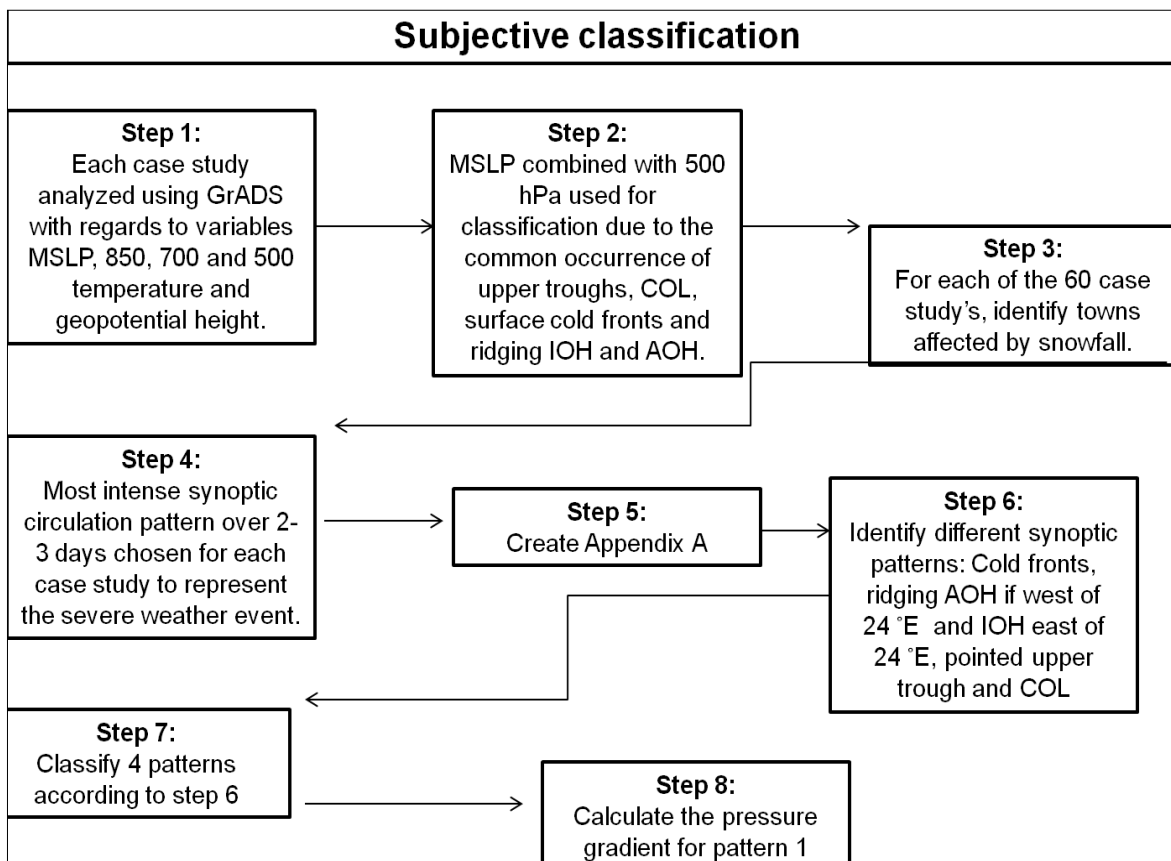 Subjective classification
Step 1:
Each case study
analyzed using GrADS
with regards to variables
MSLP, 850, 700 and 500
temperature and
geopotential height.
Step 2:
MSLP combined with 500
hPa used for
classification due to the
common occurrence of
upper troughs, COL,
surface cold fronts and
ridging IOH and AOH.
Step 3:
For each of the 60 case
study's, identify towns
affected by snowfall.
Step 4:
Most intense synoptic
circulation pattern over 2-
3 days chosen for each
case study to represent
the severe weather event.
Step 5:
Create Appendix A
Step 6:
Identify different synoptic
patterns: Cold fronts,
ridging AOH if west of
24 °E and IOH east of
24 °E, pointed upper
trough and COL
Step 7:
Classify 4 patterns
according to step 6
Step 8:
Calculate the pressure
gradient for pattern 1